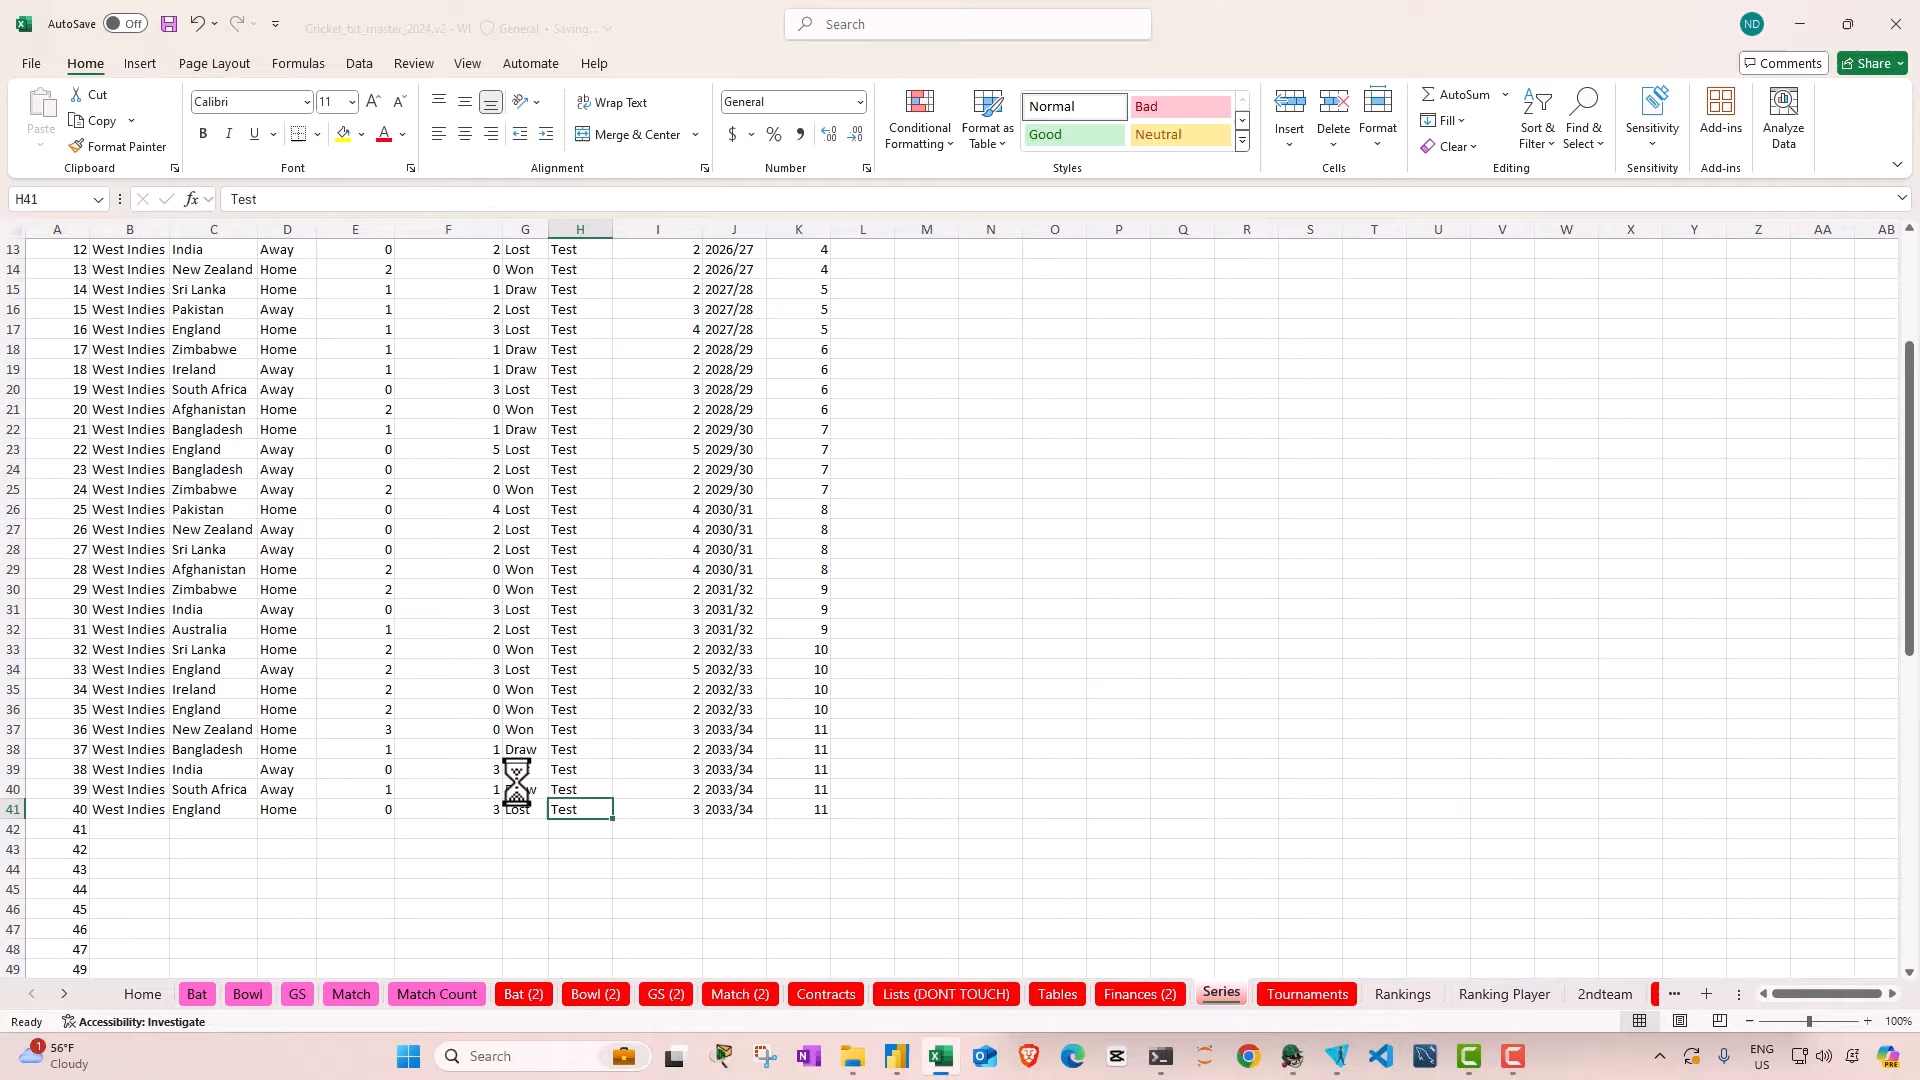 AutoSave Off Cricket_txt_master_2024.v2 - WI General • Saving... Search ND
File Home Insert Page Layout Formulas Data Review View Automate Help Comments Share
Paste Cut Copy Format Painter Clipboard
Calibri 11 B I U A Font
Wrap Text Merge & Center Alignment
General $ % Number
Conditional Formatting Format as Table Normal Bad Good Neutral Styles
Insert Delete Format Cells
AutoSum Fill Clear Sort & Filter Find & Select Editing
Sensitivity Sensitivity Add-ins Add-ins Analyze Data
H41 fx Test
A B C D E F G H I J K L M N O P Q R S T U V W X Y Z AA AB
13 12 West Indies India Away 0 2 Lost Test 2 2026/27 4
14 13 West Indies New Zealand Home 2 0 Won Test 2 2026/27 4
15 14 West Indies Sri Lanka Home 1 1 Draw Test 2 2027/28 5
16 15 West Indies Pakistan Away 1 2 Lost Test 3 2027/28 5
17 16 West Indies England Home 1 3 Lost Test 4 2027/28 5
18 17 West Indies Zimbabwe Home 1 1 Draw Test 2 2028/29 6
19 18 West Indies Ireland Away 1 1 Draw Test 2 2028/29 6
20 19 West Indies South Africa Away 0 3 Lost Test 3 2028/29 6
21 20 West Indies Afghanistan Home 2 0 Won Test 2 2028/29 6
22 21 West Indies Bangladesh Home 1 1 Draw Test 2 2029/30 7
23 22 West Indies England Away 0 5 Lost Test 5 2029/30 7
24 23 West Indies Bangladesh Away 0 2 Lost Test 2 2029/30 7
25 24 West Indies Zimbabwe Away 2 0 Won Test 2 2029/30 7
26 25 West Indies Pakistan Away 0 4 Lost Test 4 2030/31 8
27 26 West Indies New Zealand Away 0 2 Lost Test 4 2030/31 8
28 27 West Indies Sri Lanka Away 0 2 Lost Test 4 2030/31 8
29 28 West Indies Afghanistan Home 2 0 Won Test 4 2030/31 8
30 29 West Indies Zimbabwe Home 2 0 Won Test 2 2031/32 9
31 30 West Indies India Away 0 3 Lost Test 3 2031/32 9
32 31 West Indies Australia Home 1 2 Lost Test 3 2031/32 9
33 32 West Indies Sri Lanka Home 2 0 Won Test 2 2032/33 10
34 33 West Indies England Away 2 3 Lost Test 5 2032/33 10
35 34 West Indies Ireland Home 2 0 Won Test 2 2032/33 10
36 35 West Indies England Home 2 0 Won Test 2 2032/33 10
37 36 West Indies New Zealand Home 3 0 Won Test 3 2033/34 11
38 37 West Indies Bangladesh Home 1 1 Draw Test 2 2033/34 11
39 38 West Indies India Away 0 3 Test 3 2033/34 11
40 39 West Indies South Africa Away 1 1 Test 2 2033/34 11
41 40 West Indies England Home 0 3 Lost Test 3 2033/34 11
42 41
43 42
44 43
45 44
46 45
47 46
48 47
49 49
Home Bat Bowl GS Match Match Count Bat (2) Bowl (2) GS (2) Match (2) Contracts Lists (DONT TOUCH) Tables Finances (2) Series Tournaments Rankings Ranking Player 2ndteam
Ready Accessibility: Investigate 100%
1 56°F Cloudy Search ENG US PRE